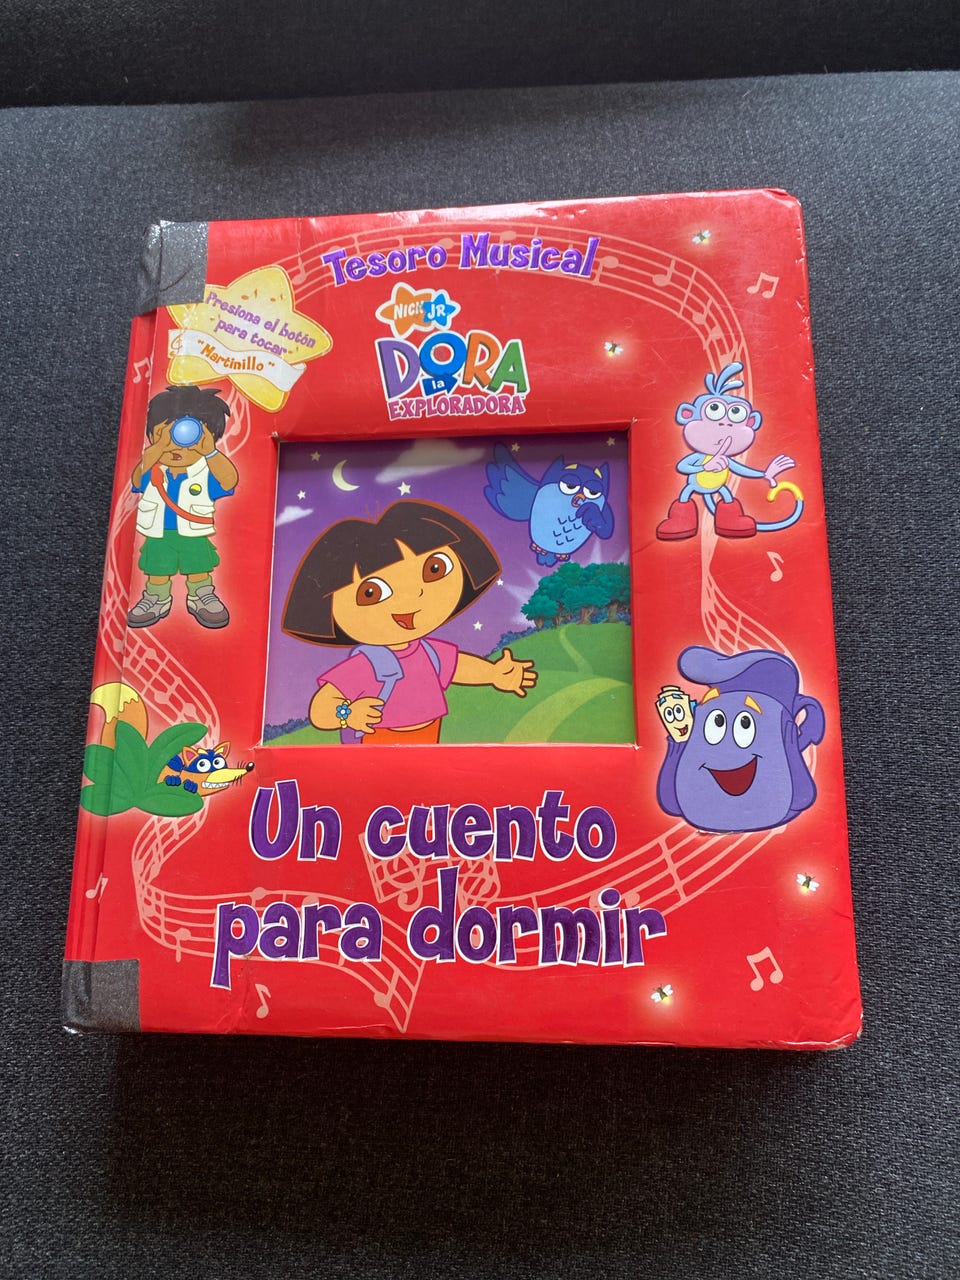 Tesoro Musical
Presiona el botón
para tocar
"Martinillo"
NICK JR
DORA
la
EXPLORADORA
Un cuento
para dormir